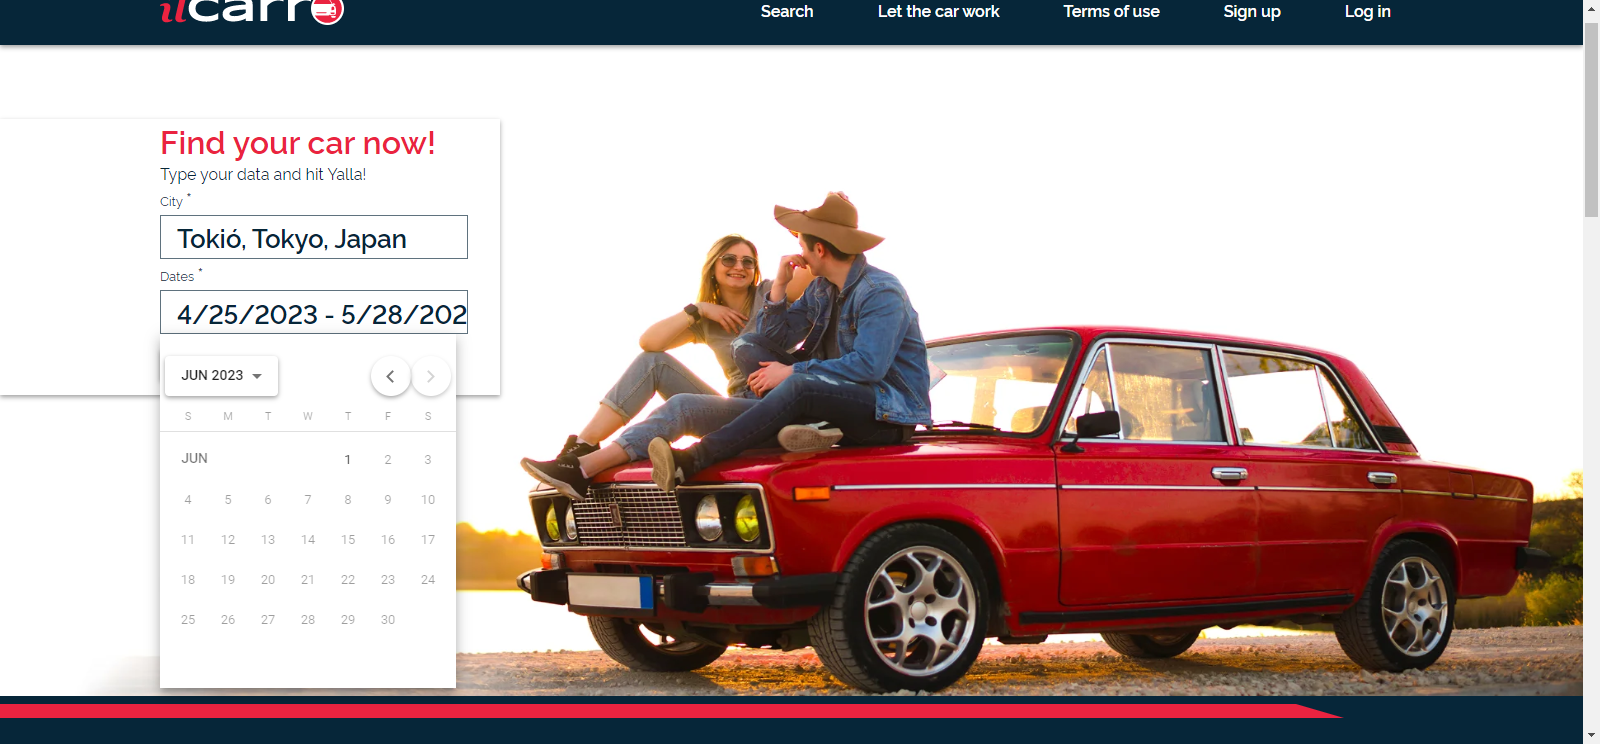 ilcarro
Search Let the car work Terms of use Sign up Log in
Find your car now!
Type your data and hit Yalla!
City *
Tokió, Tokyo, Japan
Dates *
4/25/2023 - 5/28/202
JUN 2023
S M T W T F S
JUN 1 2 3
4 5 6 7 8 9 10
11 12 13 14 15 16 17
18 19 20 21 22 23 24
25 26 27 28 29 30